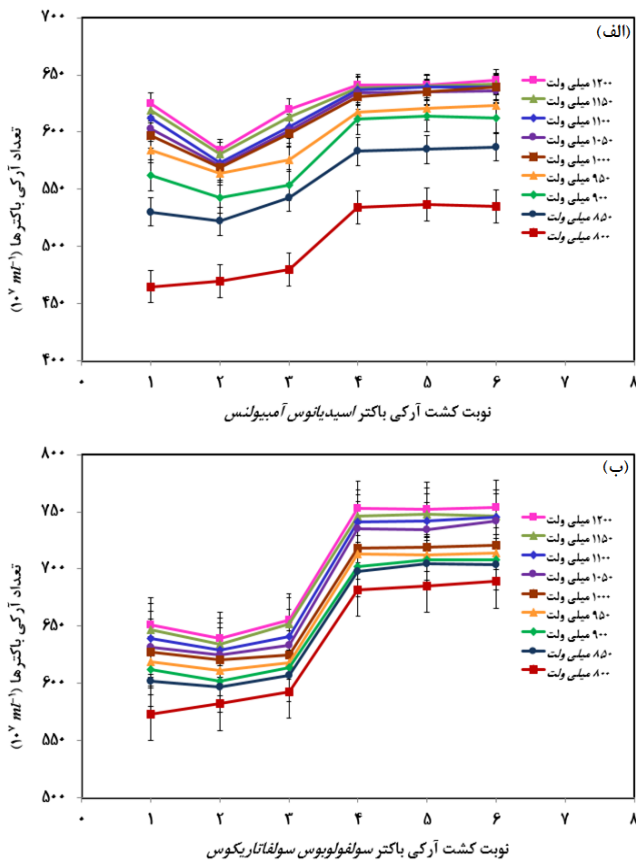 (الف)
۷۰۰
۶۵۰
۶۰۰
۵۵۰
۵۰۰
۴۵۰
۴۰۰
تعداد آرکی باکترها (۱۰^۷ ml^-۱)
۱۲۰۰ میلی ولت
۱۱۵۰ میلی ولت
۱۱۰۰ میلی ولت
۱۰۵۰ میلی ولت
۱۰۰۰ میلی ولت
۹۵۰ میلی ولت
۹۰۰ میلی ولت
۸۵۰ میلی ولت
۸۰۰ میلی ولت
۰ ۱ ۲ ۳ ۴ ۵ ۶ ۷ ۸
نوبت کشت آرکی باکتر اسیدیانوس آمبیولنس
(ب)
۸۰۰
۷۵۰
۷۰۰
۶۵۰
۶۰۰
۵۵۰
۵۰۰
تعداد آرکی باکترها (۱۰^۷ ml^-۱)
۱۲۰۰ میلی ولت
۱۱۵۰ میلی ولت
۱۱۰۰ میلی ولت
۱۰۵۰ میلی ولت
۱۰۰۰ میلی ولت
۹۵۰ میلی ولت
۹۰۰ میلی ولت
۸۵۰ میلی ولت
۸۰۰ میلی ولت
۰ ۱ ۲ ۳ ۴ ۵ ۶ ۷ ۸
نوبت کشت آرکی باکتر سولفولوبوس سولفاتاریکوس